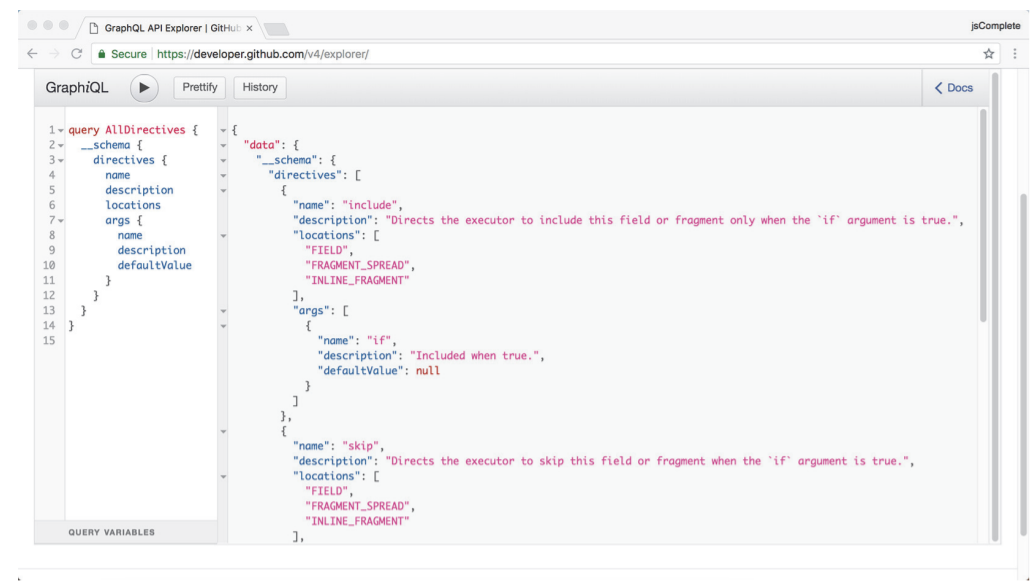 GraphQL API Explorer | GitHub ×
jsComplete
Secure | https://developer.github.com/v4/explorer/
GraphiQL
Prettify
History
Docs
1 query AllDirectives {
2 __schema {
3 directives {
4 name
5 description
6 locations
7 args {
8 name
9 description
10 defaultValue
11 }
12 }
13 }
14 }
15
QUERY VARIABLES
{
"data": {
"__schema": {
"directives": [
{
"name": "include",
"description": "Directs the executor to include this field or fragment only when the `if` argument is true.",
"locations": [
"FIELD",
"FRAGMENT_SPREAD",
"INLINE_FRAGMENT"
],
"args": [
{
"name": "if",
"description": "Included when true.",
"defaultValue": null
}
]
},
{
"name": "skip",
"description": "Directs the executor to skip this field or fragment when the `if` argument is true.",
"locations": [
"FIELD",
"FRAGMENT_SPREAD",
"INLINE_FRAGMENT"
],